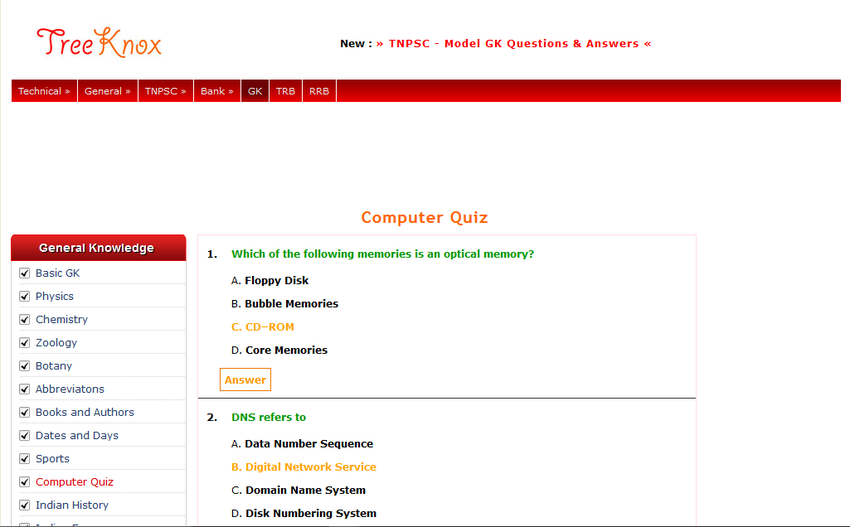 Tree Knox
New : » TNPSC - Model GK Questions & Answers «
Technical » General » TNPSC » Bank » GK TRB RRB
Computer Quiz
General Knowledge
Basic GK
Physics
Chemistry
Zoology
Botany
Abbreviatons
Books and Authors
Dates and Days
Sports
Computer Quiz
Indian History
1. Which of the following memories is an optical memory?
A. Floppy Disk
B. Bubble Memories
C. CD-ROM
D. Core Memories
Answer
2. DNS refers to
A. Data Number Sequence
B. Digital Network Service
C. Domain Name System
D. Disk Numbering System